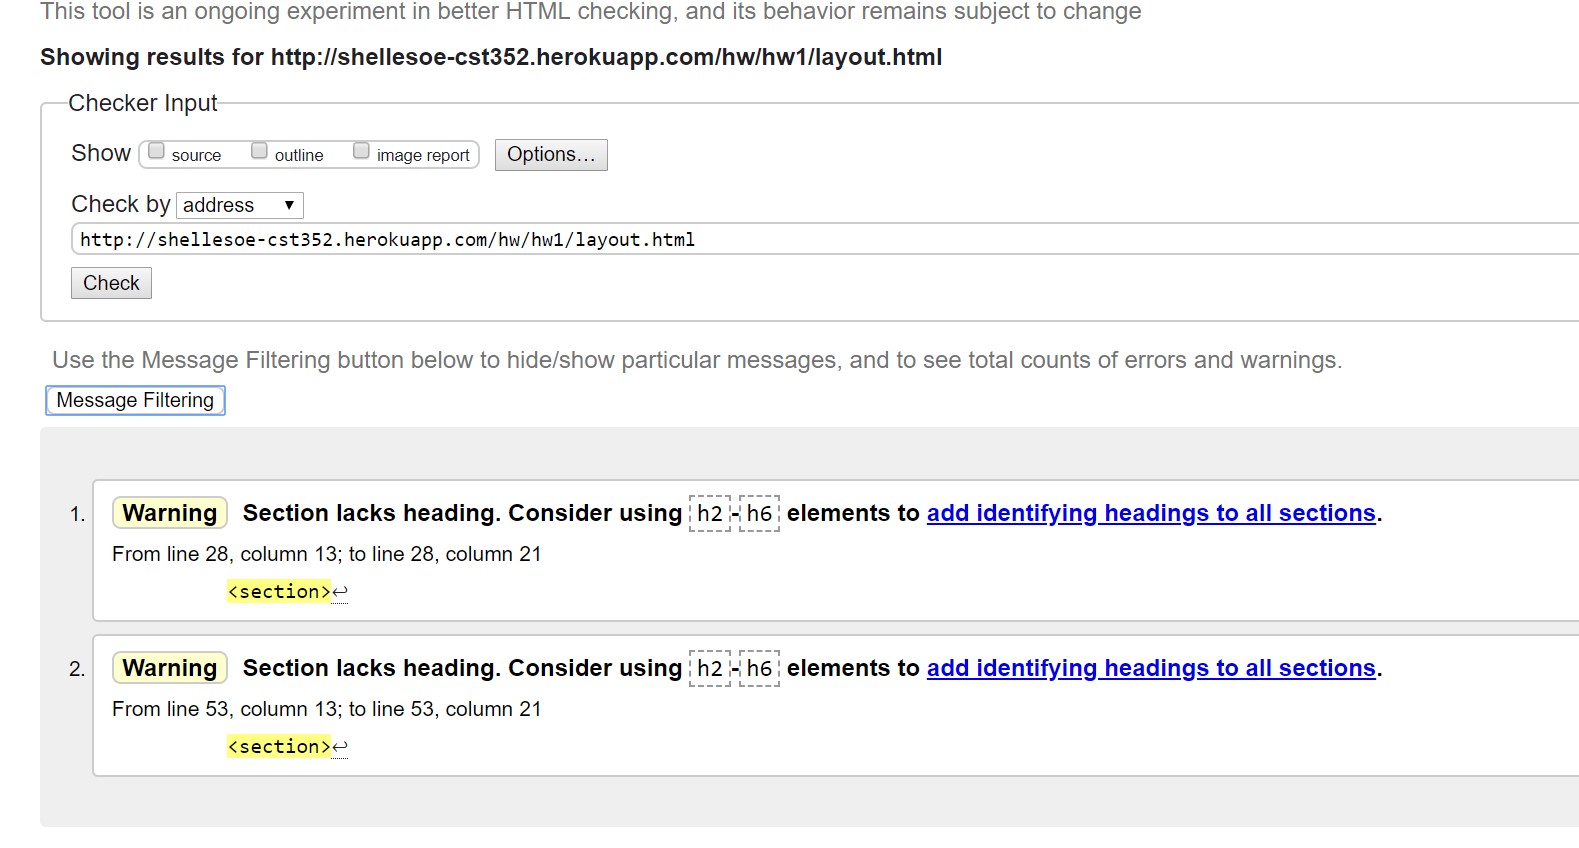 This tool is an ongoing experiment in better HTML checking, and its behavior remains subject to change
Showing results for http://shellesoe-cst352.herokuapp.com/hw/hw1/layout.html
Checker Input
Show source outline image report Options...
Check by address
http://shellesoe-cst352.herokuapp.com/hw/hw1/layout.html
Check
Use the Message Filtering button below to hide/show particular messages, and to see total counts of errors and warnings.
Message Filtering
1. Warning Section lacks heading. Consider using h2-h6 elements to add identifying headings to all sections.
From line 28, column 13; to line 28, column 21
<section>↩
2. Warning Section lacks heading. Consider using h2-h6 elements to add identifying headings to all sections.
From line 53, column 13; to line 53, column 21
<section>↩